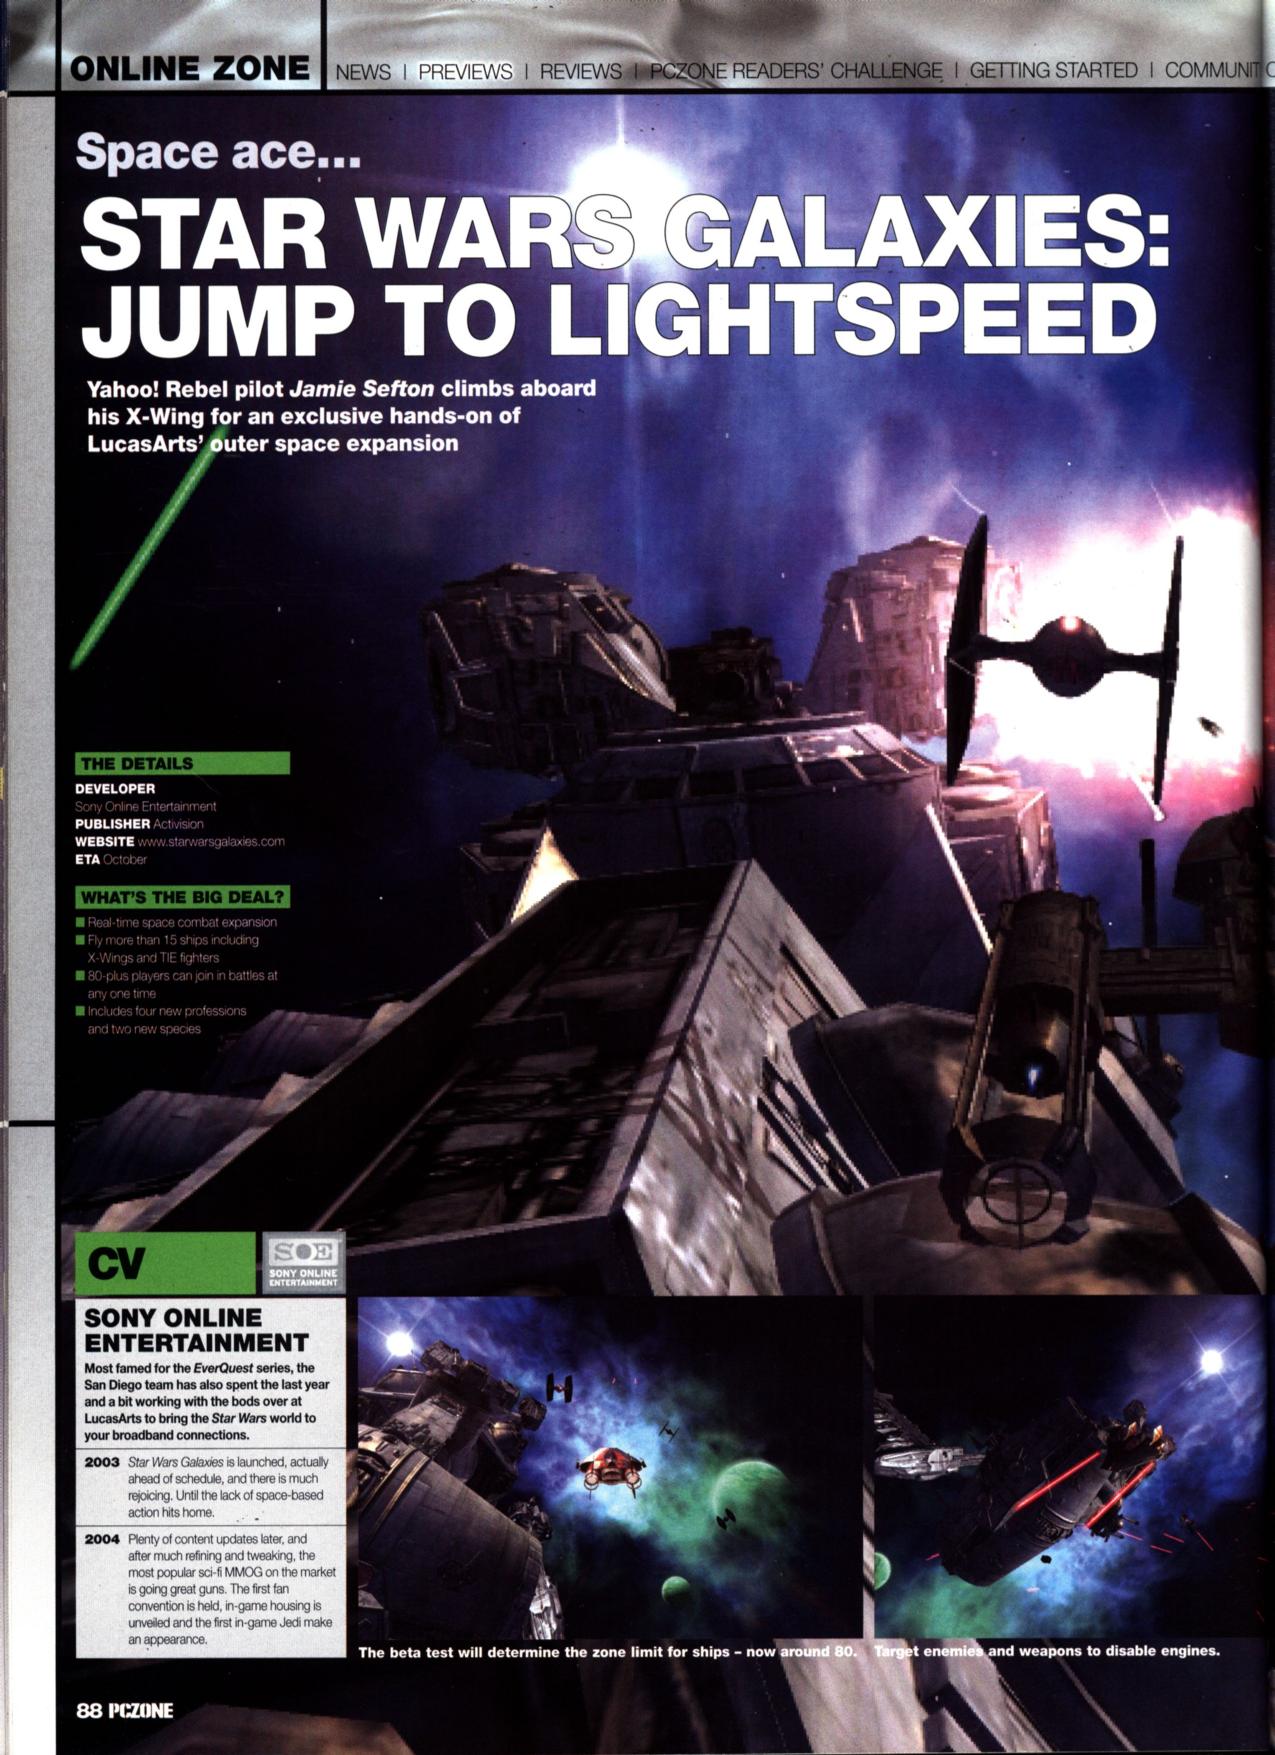 ONLINE ZONE
NEWS | PREVIEWS | REVIEWS | PCZONE READERS' CHALLENGE | GETTING STARTED | COMMUNIT
Space ace...
STAR WARS GALAXIES:
JUMP TO LIGHTSPEED
Yahoo! Rebel pilot Jamie Sefton climbs aboard
his X-Wing for an exclusive hands-on of
LucasArts' outer space expansion
THE DETAILS
DEVELOPER
Sony Online Entertainment
PUBLISHER Activision
WEBSITE www.starwarsgalaxies.com
ETA October
WHAT'S THE BIG DEAL?
Real-time space combat expansion
Fly more than 15 ships including
X-Wings and TIE fighters
80-plus players can join in battles at
any one time
Includes four new professions
and two new species
CV
SOE
SONY ONLINE
ENTERTAINMENT
SONY ONLINE
ENTERTAINMENT
Most famed for the EverQuest series, the
San Diego team has also spent the last year
and a bit working with the bods over at
LucasArts to bring the Star Wars world to
your broadband connections.
2003 Star Wars Galaxies is launched, actually
ahead of schedule, and there is much
rejoicing. Until the lack of space-based
action hits home.
2004 Plenty of content updates later, and
after much refining and tweaking, the
most popular sci-fi MMOG on the market
is going great guns. The first fan
convention is held, in-game housing is
unveiled and the first in-game Jedi make
an appearance.
The beta test will determine the zone limit for ships – now around 80.
Target enemies and weapons to disable engines.
88 PCZONE